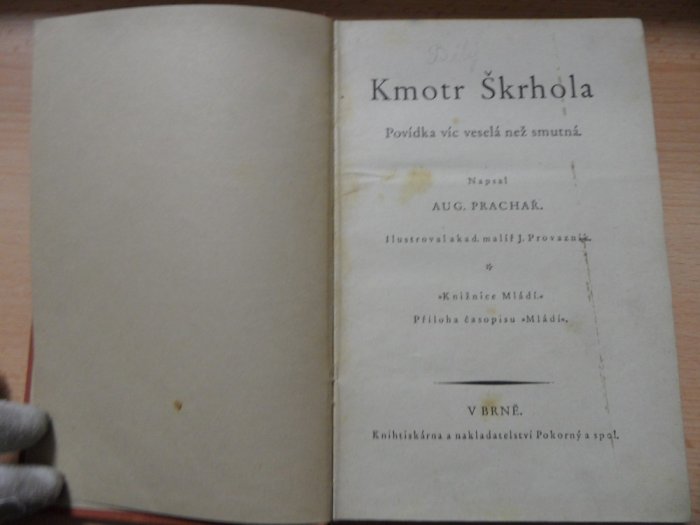 Kmotr Škrhola
Povídka víc veselá než smutná.
Napsal
AUG. PRACHAŘ.
Ilustroval akad. malíř J. Provazník.
*
»Knižnice Mládí.«
Příloha časopisu »Mládí«.
V BRNĚ.
Knihtiskárna a nakladatelství Pokorný a spol.